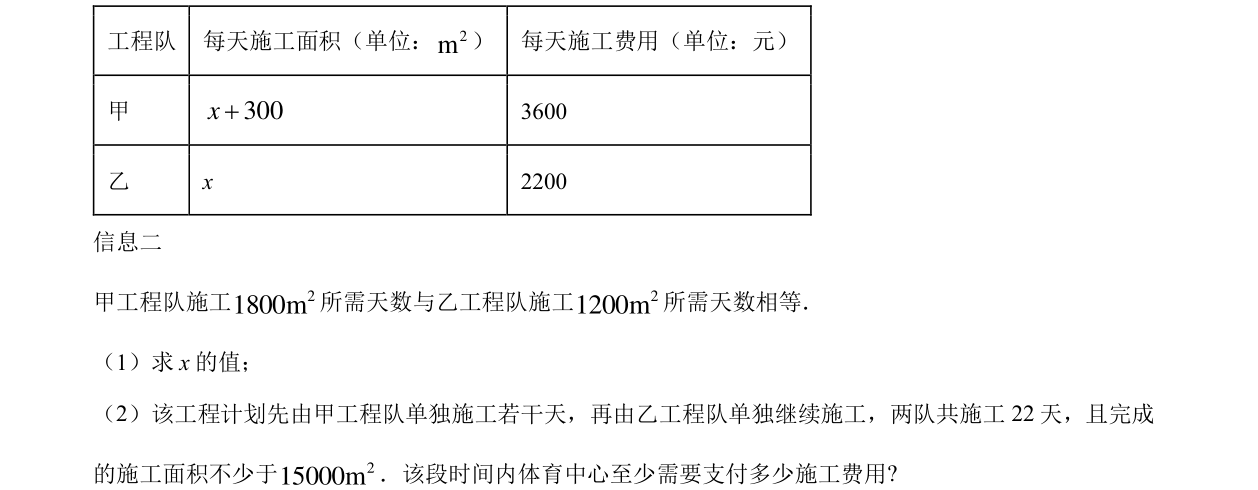 工程队 每天施工面积（单位：m²） 每天施工费用（单位：元）
甲 x+300 3600
乙 x 2200
信息二
甲工程队施工1800m²所需天数与乙工程队施工1200m²所需天数相等．
（1）求 x 的值；
（2）该工程计划先由甲工程队单独施工若干天，再由乙工程队单独继续施工，两队共施工 22 天，且完成
的施工面积不少于15000m²．该段时间内体育中心至少需要支付多少施工费用?